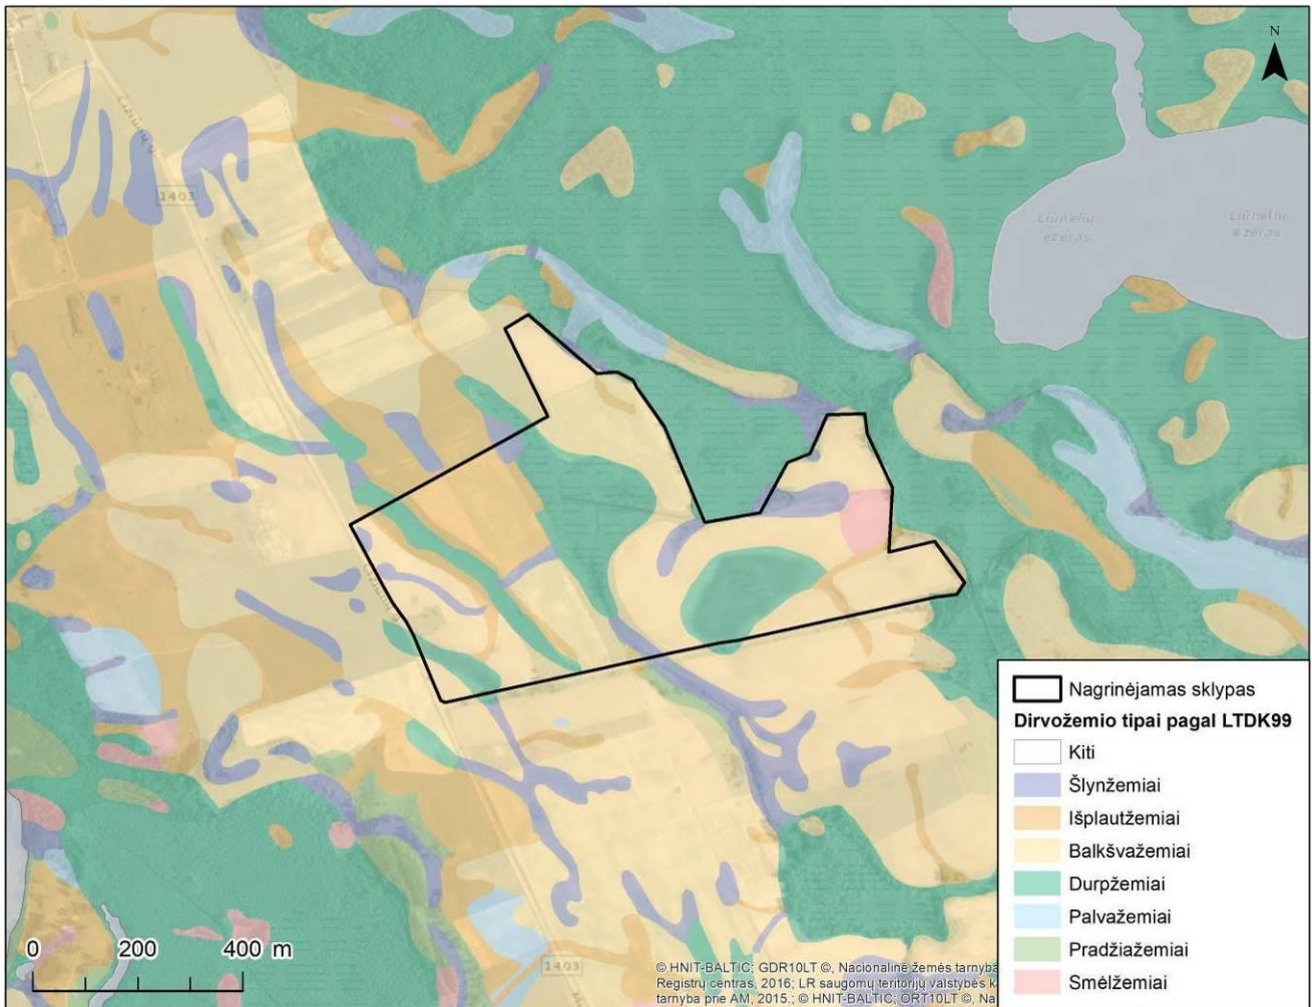 N
1403
Liūnelių
ežeras
Liūnelių
ežeras
Nagrinėjamas sklypas
Dirvožemio tipai pagal LTDK99
Kiti
Šlynžemiai
Išplautžemiai
Balkšvažemiai
Durpžemiai
Palvažemiai
Pradžiažemiai
Smėlžemiai
0 200 400 m
1403
© HNIT-BALTIC; GDR10LT ©, Nacionalinė žemės tarnyba
Registrų centras, 2016; LR saugomų teritorijų valstybės
tarnyba prie AM, 2015.; © HNIT-BALTIC; ORT10LT ©, Na